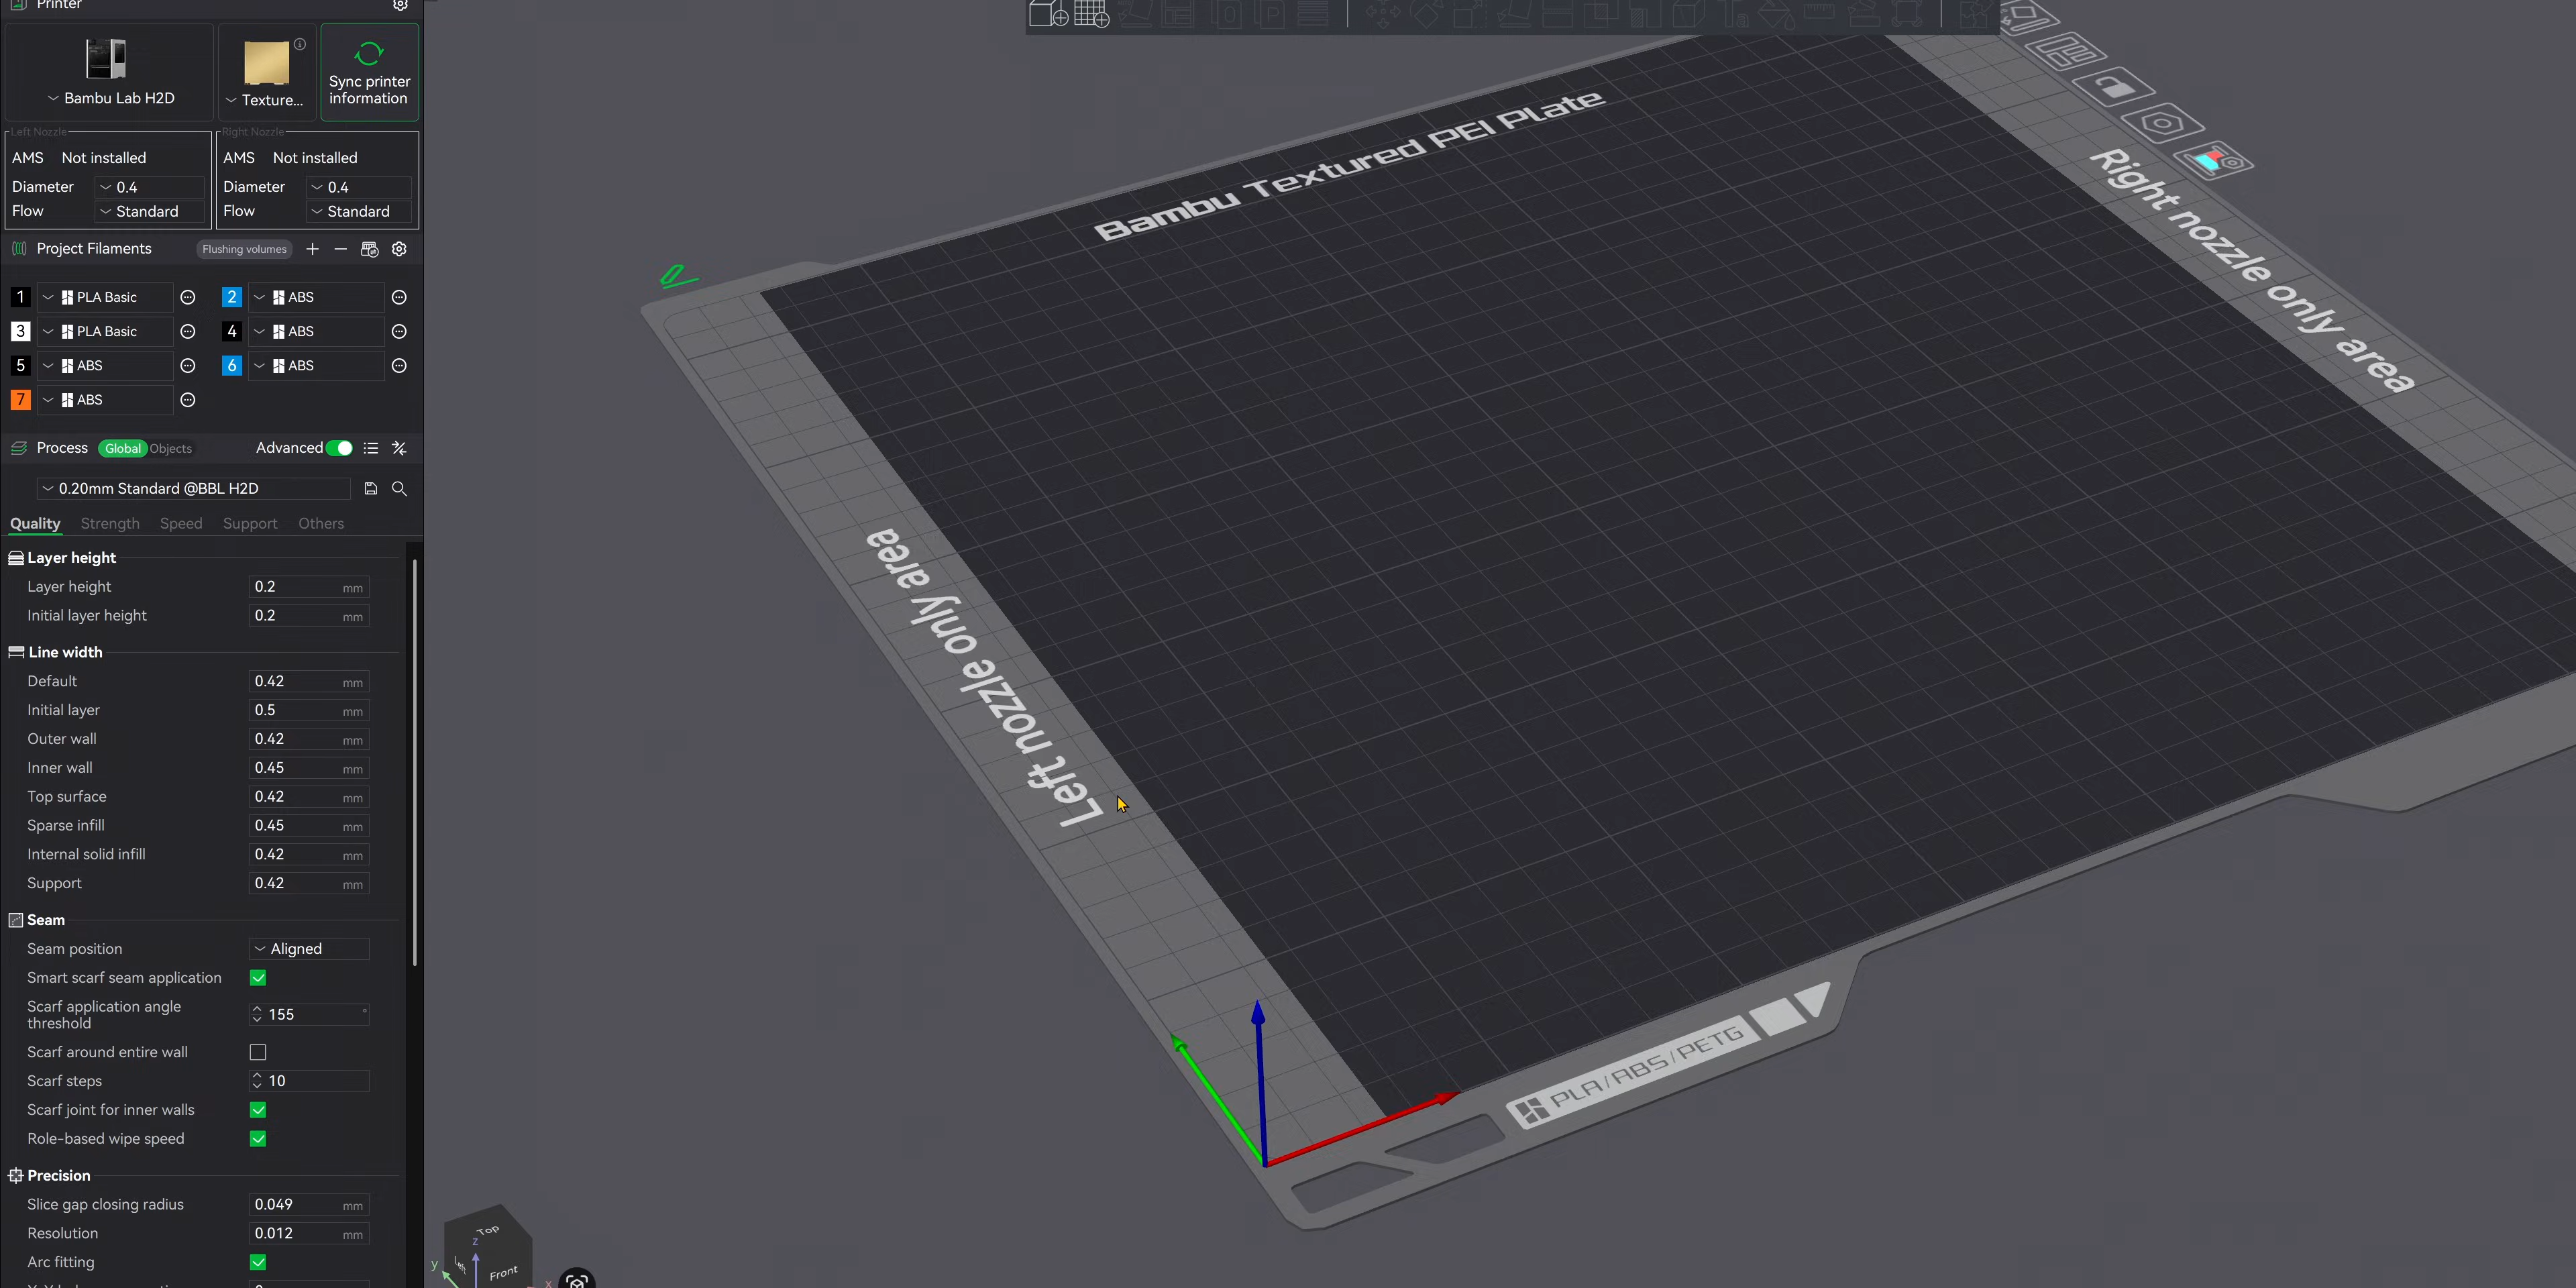 Printer
Bambu Lab H2D
Texture...
Sync printer
information
Left Nozzle
Right Nozzle
AMS Not installed
AMS Not installed
Diameter 0.4
Diameter 0.4
Flow Standard
Flow Standard
Project Filaments
Flushing volumes
1 PLA Basic
2 ABS
3 PLA Basic
4 ABS
5 ABS
6 ABS
7 ABS
Process Global Objects Advanced
0.20mm Standard @BBL H2D
Quality Strength Speed Support Others
Layer height
Layer height 0.2 mm
Initial layer height 0.2 mm
Line width
Default 0.42 mm
Initial layer 0.5 mm
Outer wall 0.42 mm
Inner wall 0.45 mm
Top surface 0.42 mm
Sparse infill 0.45 mm
Internal solid infill 0.42 mm
Support 0.42 mm
Seam
Seam position Aligned
Smart scarf seam application
Scarf application angle
threshold 155 °
Scarf around entire wall
Scarf steps 10
Scarf joint for inner walls
Role-based wipe speed
Precision
Slice gap closing radius 0.049 mm
Resolution 0.012 mm
Arc fitting
Bambu Textured PEI Plate
Right nozzle only area
Left nozzle only area
PLA/ABS/PETG
Top
z
Left
Front
y
x